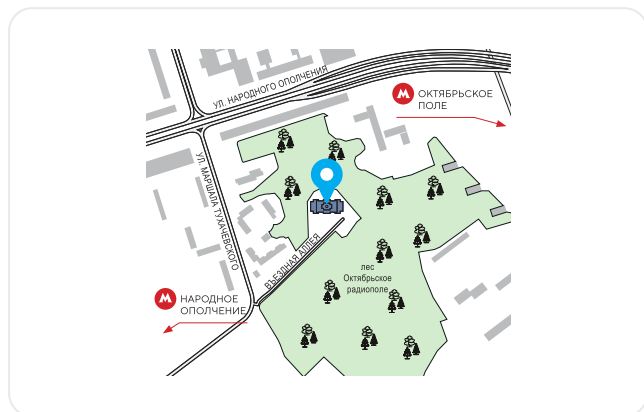 УЛ. НАРОДНОГО ОПОЛЧЕНИЯ
М ОКТЯБРЬСКОЕ
ПОЛЕ
УЛ. МАРШАЛА ТУХАЧЕВСКОГО
ВЪЕЗДНАЯ АЛЛЕЯ
лес
Октябрьское
радиополе
М НАРОДНОЕ
ОПОЛЧЕНИЕ